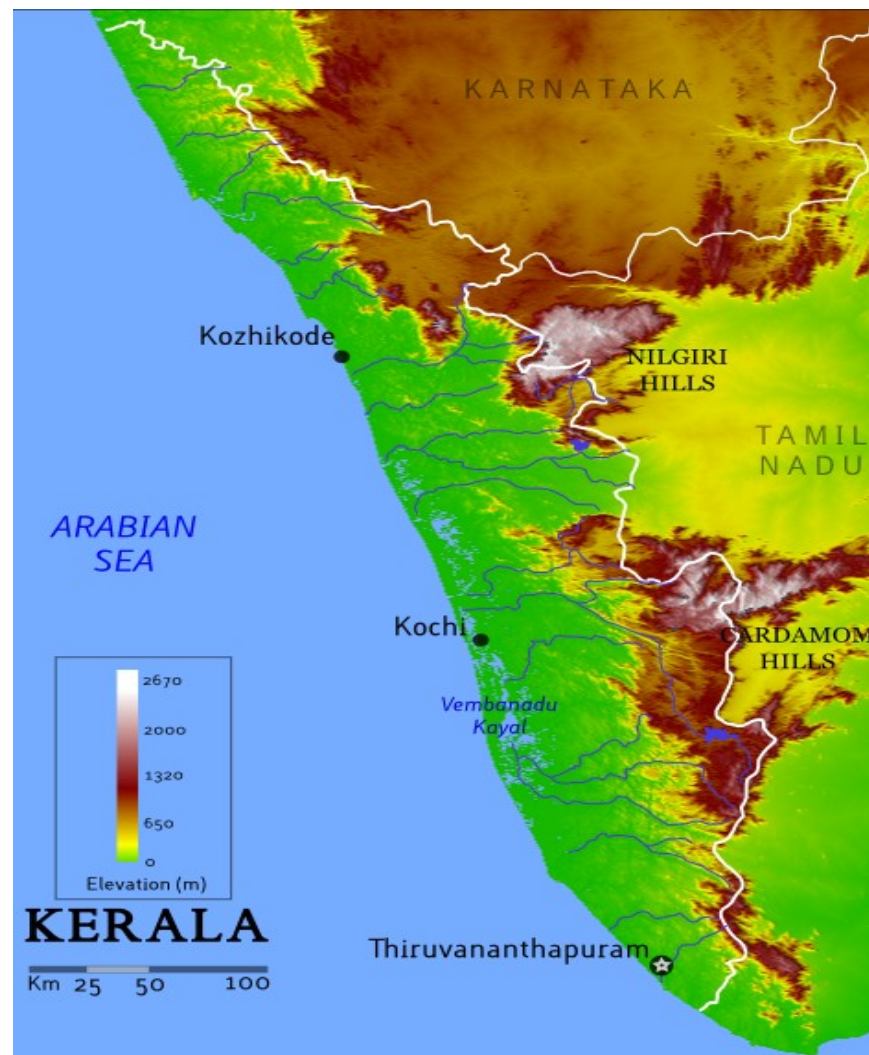 KARNATAKA
Kozhikode
NILGIRI
HILLS
TAMIL
NADU
ARABIAN
SEA
Kochi
CARDAMOM
HILLS
Vembanadu
Kayal
2670
2000
1320
650
0
Elevation (m)
KERALA
Thiruvananthapuram
Km 25 50 100